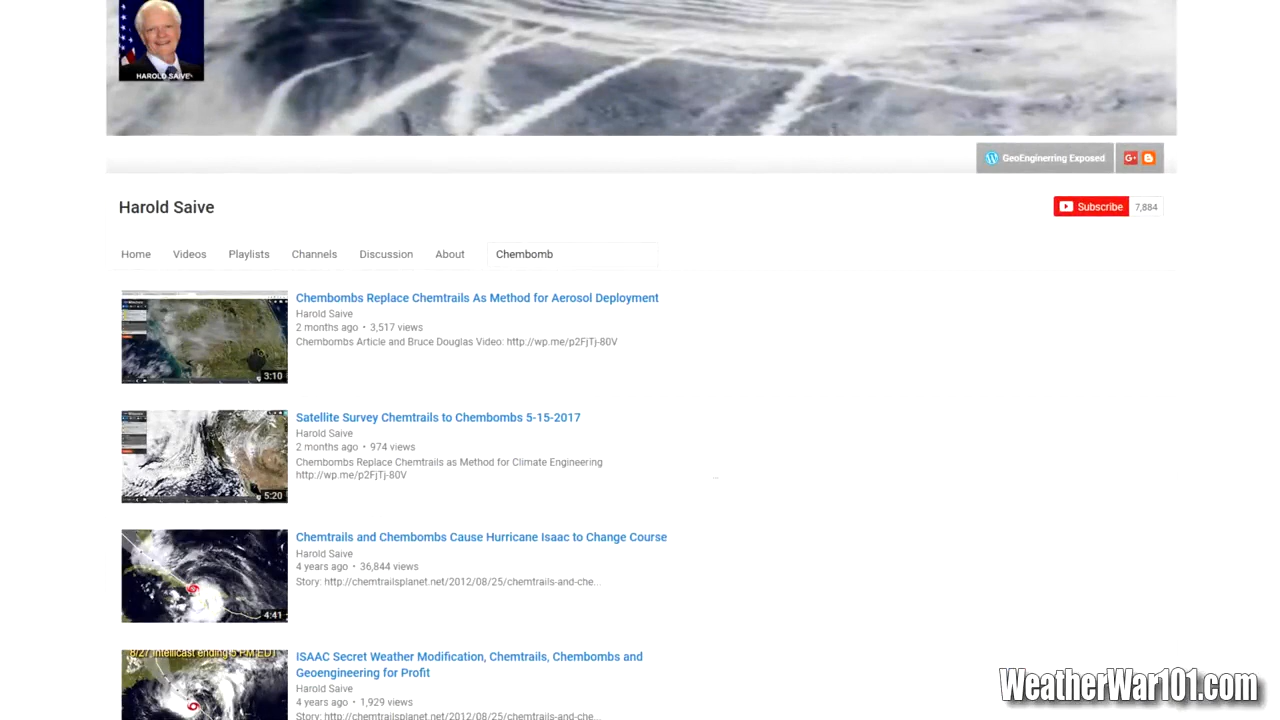 HAROLD SAIVE
GeoEnginerring Exposed
G+
Harold Saive
Subscribe 7,884
Home Videos Playlists Channels Discussion About Chembomb
Chembombs Replace Chemtrails As Method for Aerosol Deployment
Harold Saive
2 months ago • 3,517 views
Chembombs Article and Bruce Douglas Video: http://wp.me/p2FjTj-80V
3:10
Satellite Survey Chemtrails to Chembombs 5-15-2017
Harold Saive
2 months ago • 974 views
Chembombs Replace Chemtrails as Method for Climate Engineering
http://wp.me/p2FjTj-80V
5:20
Chemtrails and Chembombs Cause Hurricane Isaac to Change Course
Harold Saive
4 years ago • 36,844 views
Story: http://chemtrailsplanet.net/2012/08/25/chemtrails-and-che...
4:41
8/27 Intellicast ending 5 PM EDT
ISAAC Secret Weather Modification, Chemtrails, Chembombs and
Geoengineering for Profit
Harold Saive
4 years ago • 1,929 views
Story: http://chemtrailsplanet.net/2012/08/25/chemtrails-and-che...
WeatherWar101.com